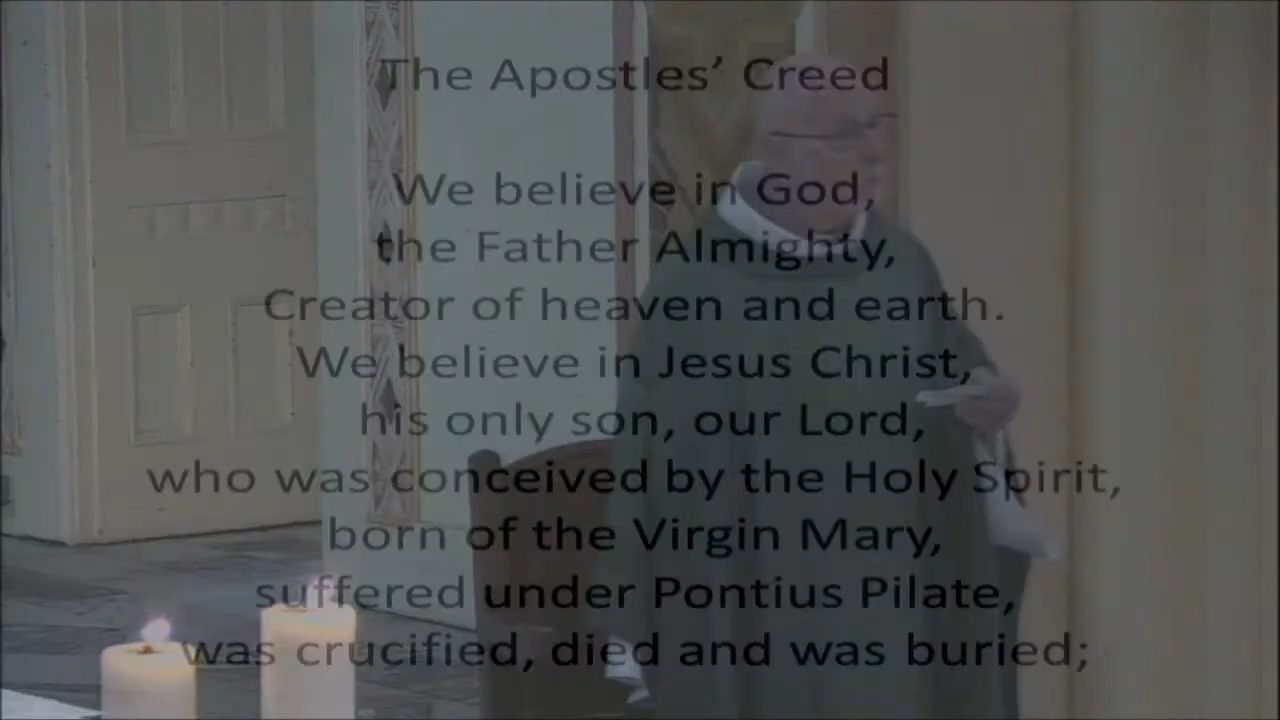 The Apostles’ Creed
We believe in God,
the Father Almighty,
Creator of heaven and earth.
We believe in Jesus Christ,
his only son, our Lord,
who was conceived by the Holy Spirit,
born of the Virgin Mary,
suffered under Pontius Pilate,
was crucified, died and was buried;